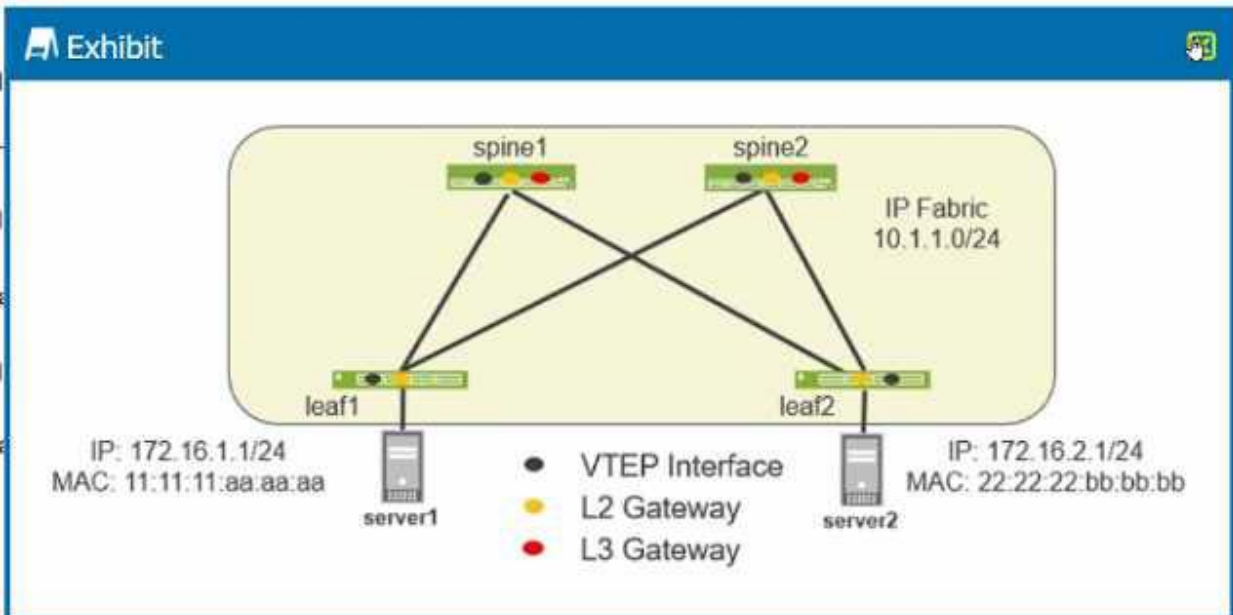 Exhibit
spine1
spine2
IP Fabric
10.1.1.0/24
leaf1
leaf2
IP: 172.16.1.1/24
MAC: 11:11:11:aa:aa:aa
server1
VTEP Interface
L2 Gateway
L3 Gateway
IP: 172.16.2.1/24
MAC: 22:22:22:bb:bb:bb
server2